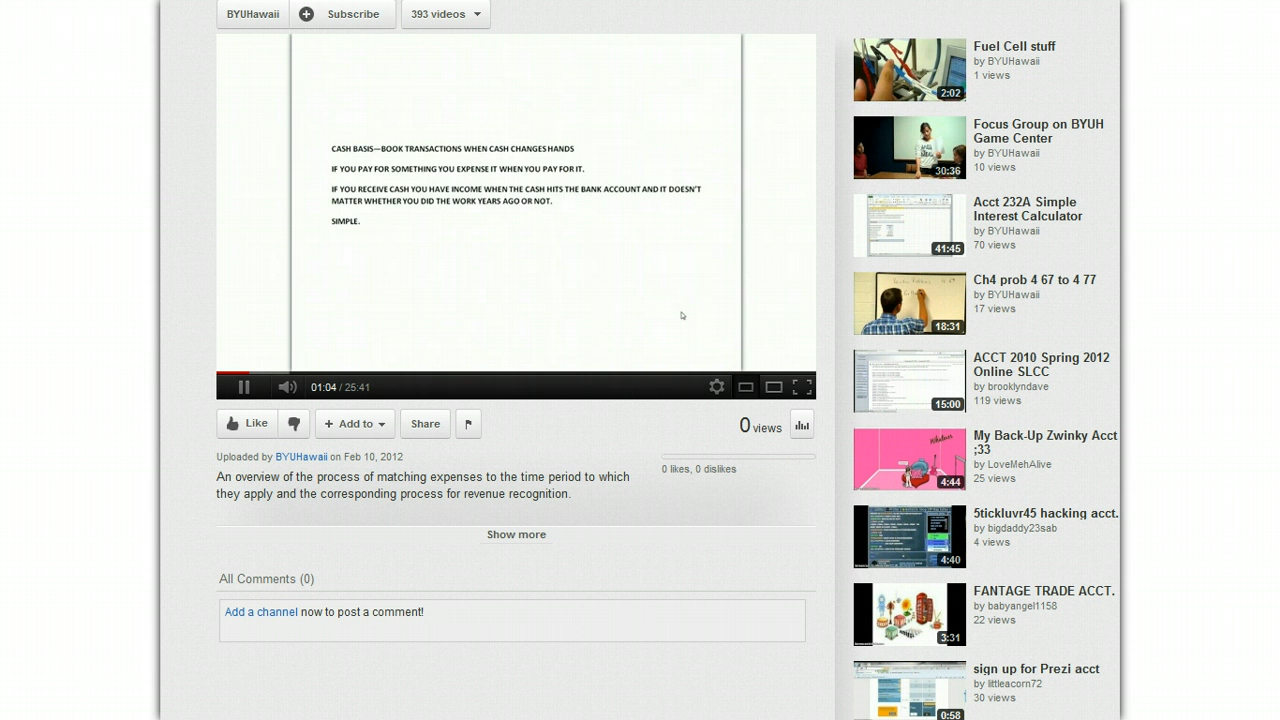 BYUHawaii
Subscribe
393 videos
CASH BASIS—BOOK TRANSACTIONS WHEN CASH CHANGES HANDS
IF YOU PAY FOR SOMETHING YOU EXPENSE IT WHEN YOU PAY FOR IT.
IF YOU RECEIVE CASH YOU HAVE INCOME WHEN THE CASH HITS THE BANK ACCOUNT AND IT DOESN'T
MATTER WHETHER YOU DID THE WORK YEARS AGO OR NOT.
SIMPLE.
01:04 / 25:41
Like
Add to
Share
0 views
Uploaded by BYUHawaii on Feb 10, 2012
0 likes, 0 dislikes
An overview of the process of matching expenses to the time period to which
they apply and the corresponding process for revenue recognition.
Show more
All Comments (0)
Add a channel now to post a comment!
2:02
Fuel Cell stuff
by BYUHawaii
1 views
30:36
Focus Group on BYUH
Game Center
by BYUHawaii
10 views
41:45
Acct 232A Simple
Interest Calculator
by BYUHawaii
70 views
18:31
Ch4 prob 4 67 to 4 77
by BYUHawaii
17 views
15:00
ACCT 2010 Spring 2012
Online SLCC
by brooklyndave
119 views
4:44
My Back-Up Zwinky Acct
;33
by LoveMehAlive
25 views
4:40
5tickluvr45 hacking acct.
by bigdaddy23sab
4 views
3:31
FANTAGE TRADE ACCT.
by babyangel1158
22 views
0:58
sign up for Prezi acct
by littleacorn72
30 views